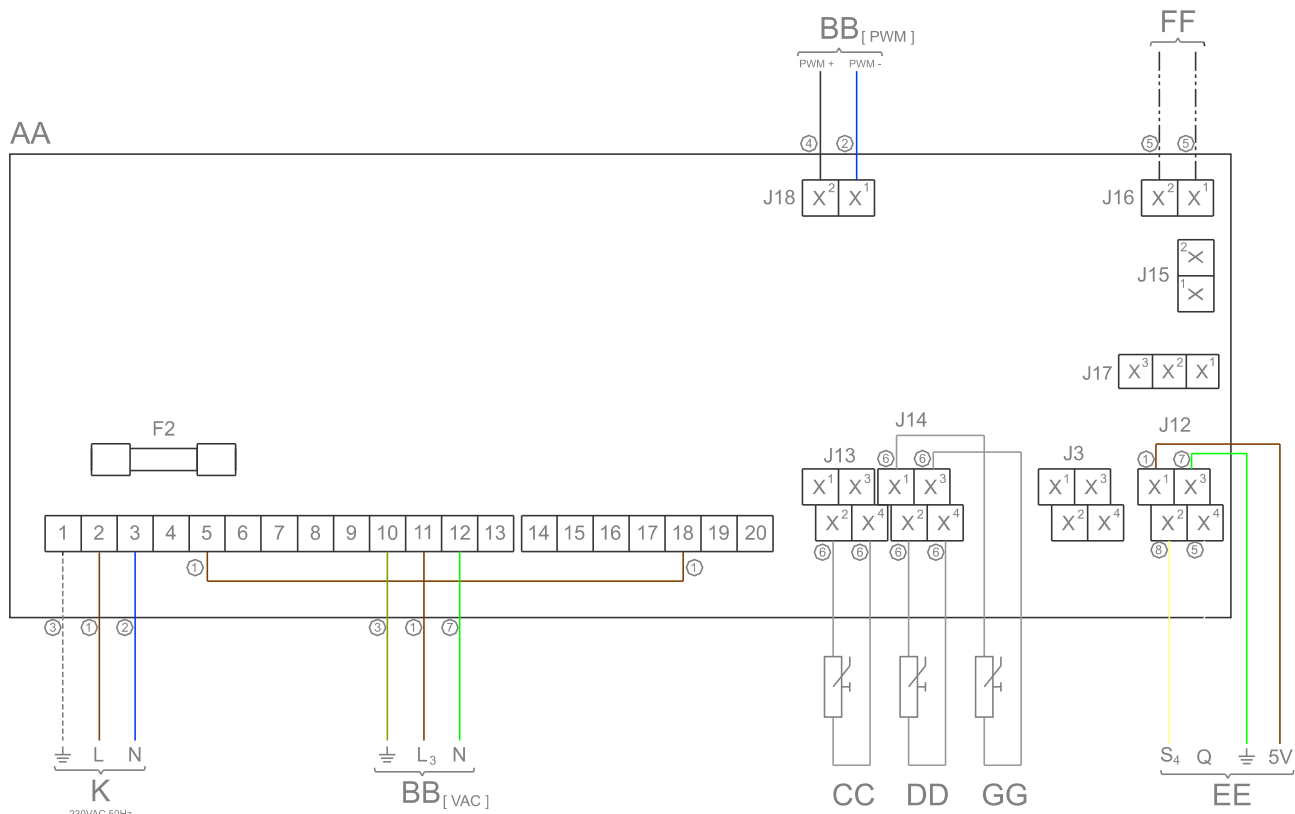 BB [ PWM ]
FF
PWM + PWM -
AA
4 2 5 5
J18 X2 X1
J16 X2 X1
J15 2 X
1 X
J17 X3 X2 X1
F2
J14
J12
J13
J3
6 6 1 7
X1 X3 X1 X3 X1 X3 X1 X3
X2 X4 X2 X4 X2 X4 X2 X4
1 2 3 4 5 6 7 8 9 10 11 12 13 14 15 16 17 18 19 20
6 6 6 6 8 5
1 1
3 1 2 3 1 7
L N L3 N
S4 Q 5V
K
230VAC 50Hz
BB [ VAC ]
CC DD GG EE